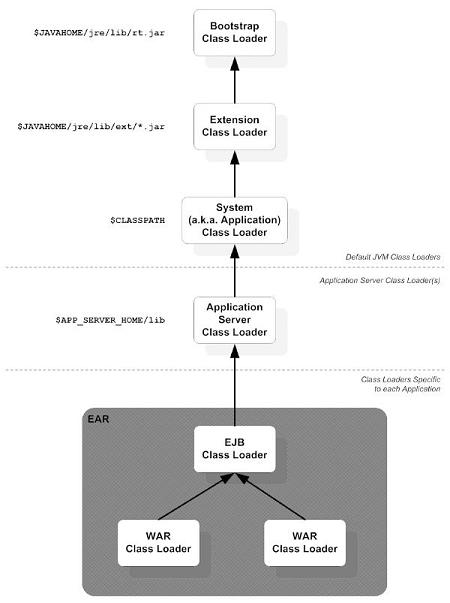 Bootstrap
$JAVAHOME/jre/lib/rt.jar
Class Loader
Extension
$JAVAHOME/jre/lib/ext/*.jar
Class Loader
System
$CLASSPATH
(a.k.a. Application)
Class Loader
Default JVM Class Loaders
Application Server Class Loader(s)
Application
$APP_SERVER_HOME/lib
Server
Class Loader
Class Loaders Specific
to each Application
EAR
EJB
Class Loader
WAR
Class Loader
WAR
Class Loader